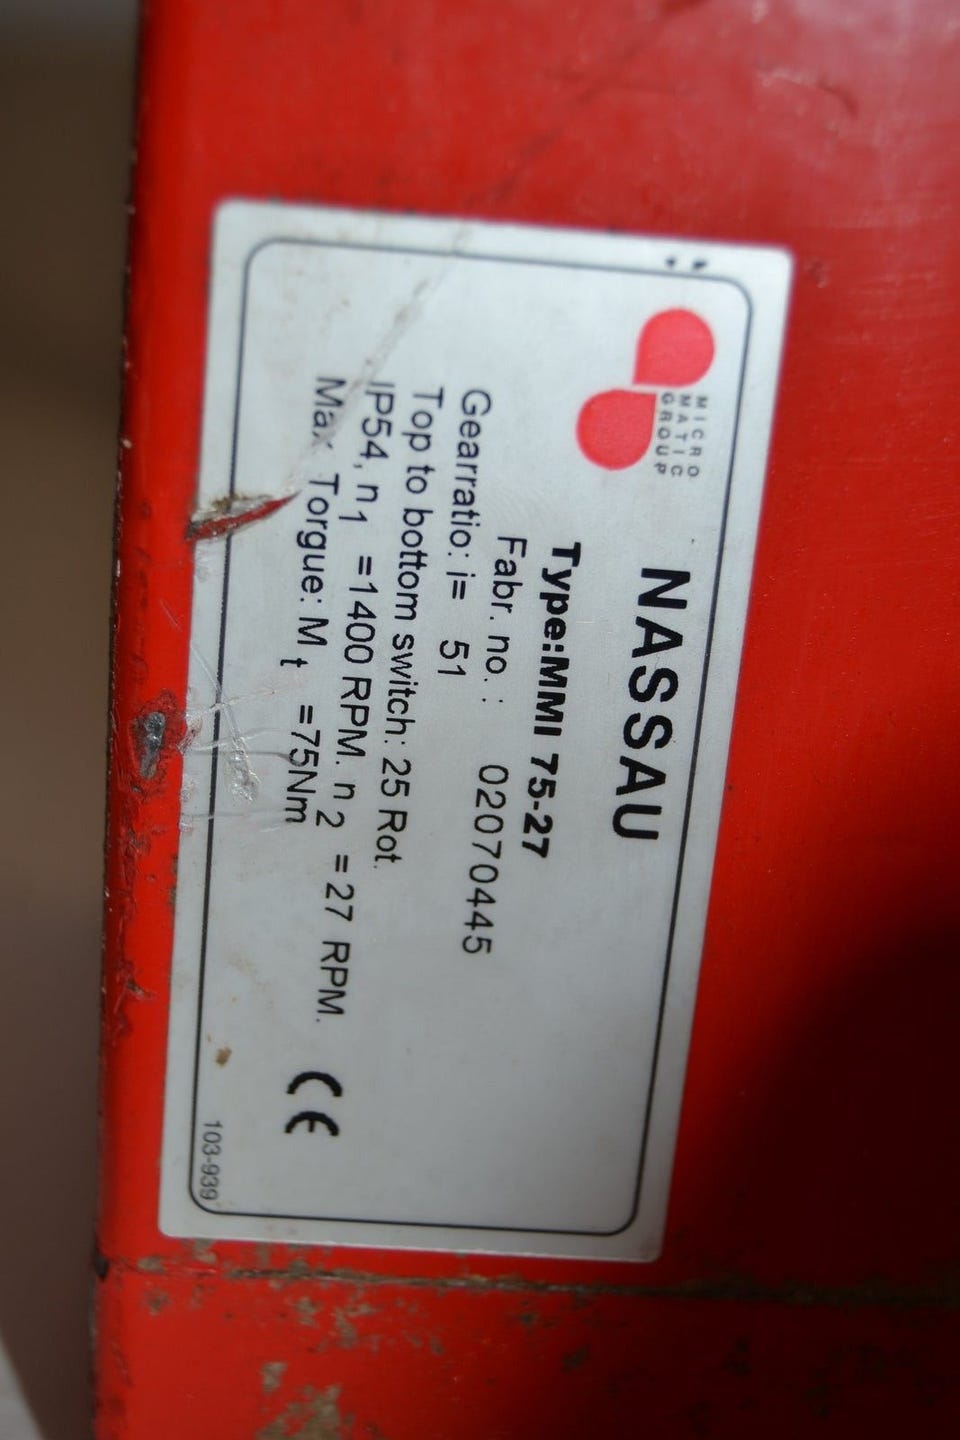 MICRO
MATIC
GROUP
NASSAU
Type:MMI 75-27
Fabr. no. : 02070445
Gearratio: i= 51
Top to bottom switch: 25 Rot.
IP54, n1 =1400 RPM. n2 =27 RPM.
Max. Torgue: Mt =75Nm
CE
103-939